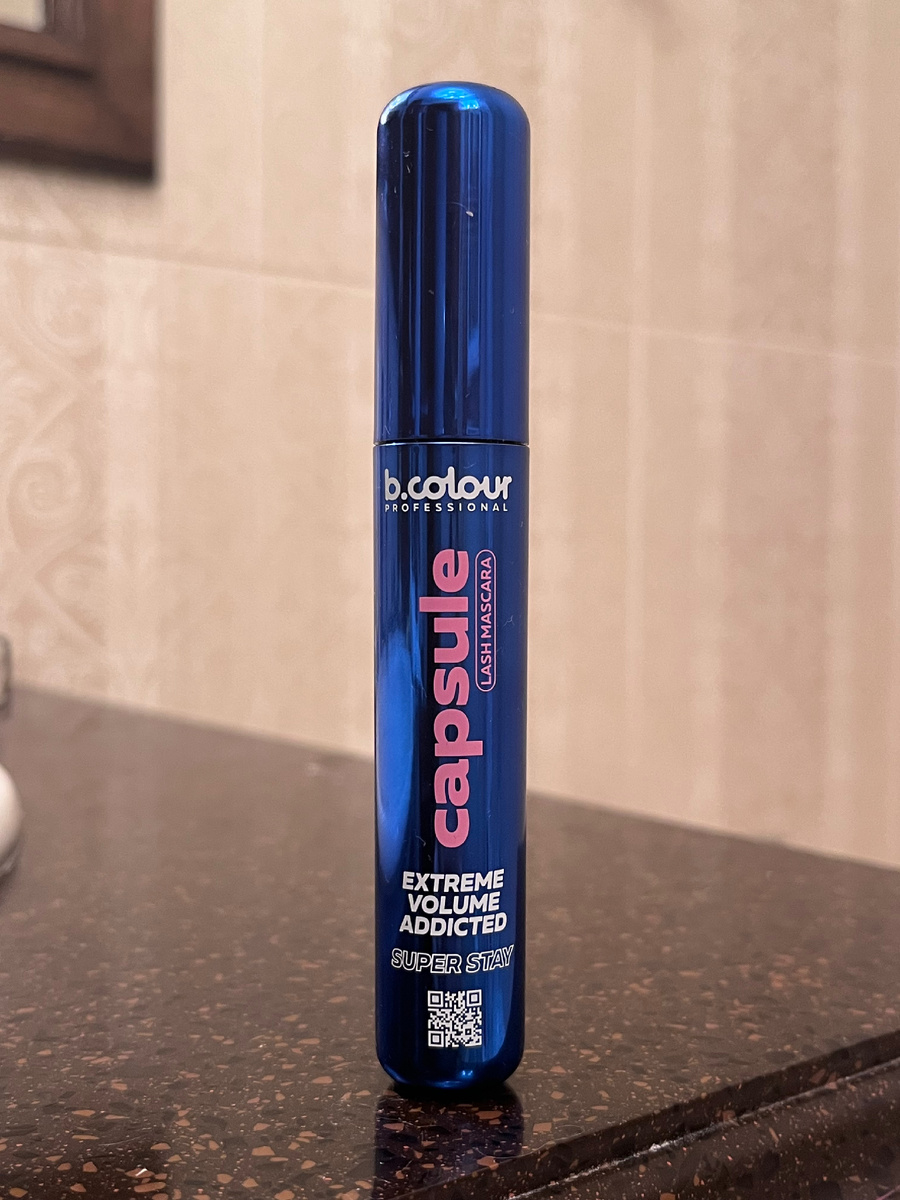 b.colour
PROFESSIONAL
capsule
LASH MASCARA
EXTREME
VOLUME
ADDICTED
SUPER STAY